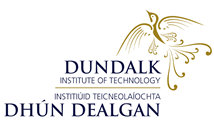 DUNDALK
INSTITUTE OF TECHNOLOGY
INSTITIÚID TEICNEOLAÍOCHTA
DHÚN DEALGAN